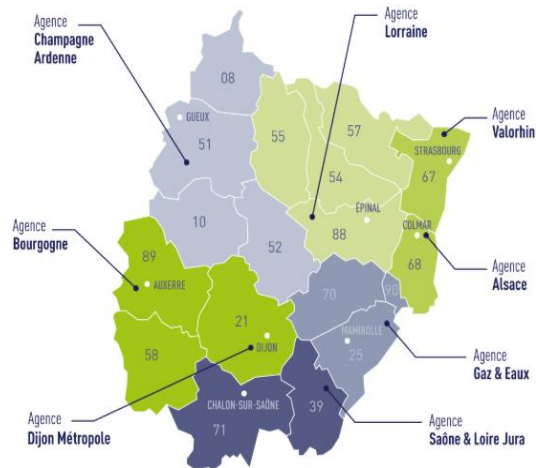 Agence
Champagne
Ardenne
Agence
Lorraine
08
GUEUX
51
55
57
54
Agence
Valorhin
STRASBOURG
67
10
52
ÉPINAL
88
COLMAR
68
Agence
Alsace
Agence
Bourgogne
89
AUXERRE
70
90
21
DIJON
MAMIROLLE
25
58
Agence
Gaz & Eaux
Agence
Dijon Métropole
CHALON-SUR-SAÔNE
71
39
Agence
Saône & Loire Jura